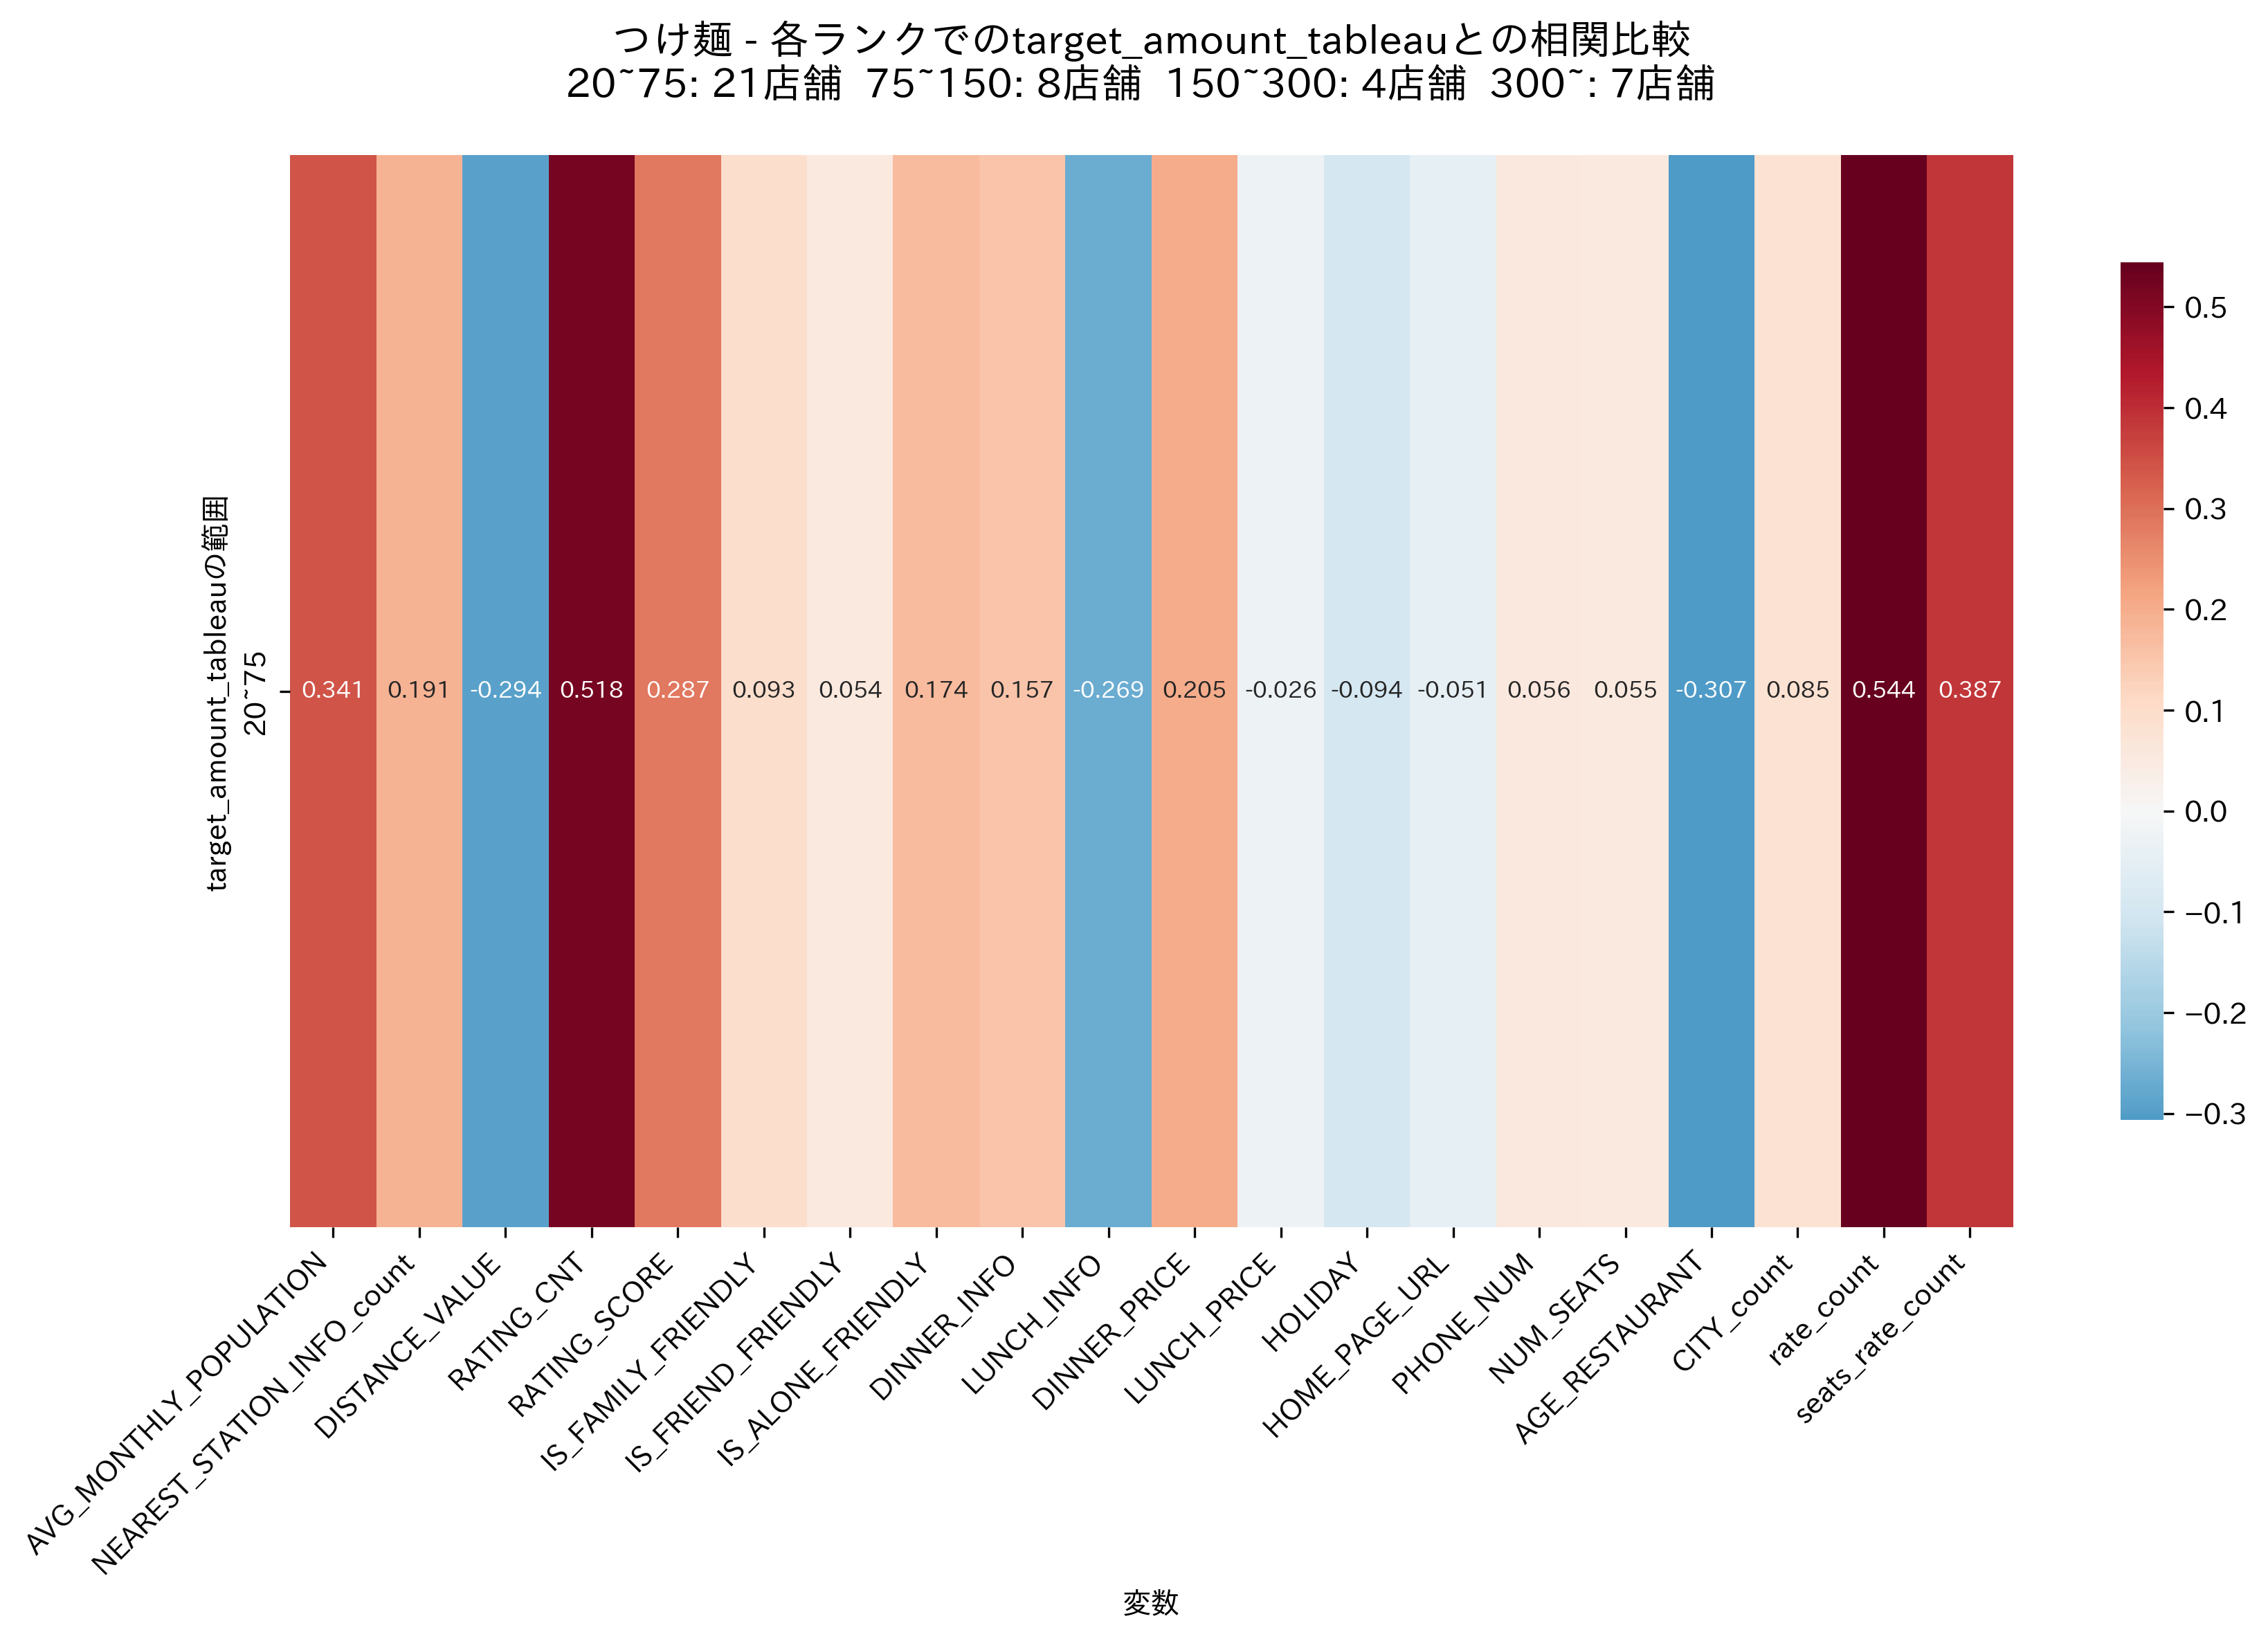 つけ麺 - 各ランクでのtarget_amount_tableauとの相関比較
20~75: 21店舗  75~150: 8店舗  150~300: 4店舗  300~: 7店舗
target_amount_tableauの範囲
20~75
0.341 0.191 -0.294 0.518 0.287 0.093 0.054 0.174 0.157 -0.269 0.205 -0.026 -0.094 -0.051 0.056 0.055 -0.307 0.085 0.544 0.387
AVG_MONTHLY_POPULATION
NEAREST_STATION_INFO_count
DISTANCE_VALUE
RATING_CNT
RATING_SCORE
IS_FAMILY_FRIENDLY
IS_FRIEND_FRIENDLY
IS_ALONE_FRIENDLY
DINNER_INFO
LUNCH_INFO
DINNER_PRICE
LUNCH_PRICE
HOLIDAY
HOME_PAGE_URL
PHONE_NUM
NUM_SEATS
AGE_RESTAURANT
CITY_count
rate_count
seats_rate_count
変数
0.5
0.4
0.3
0.2
0.1
0.0
−0.1
−0.2
−0.3